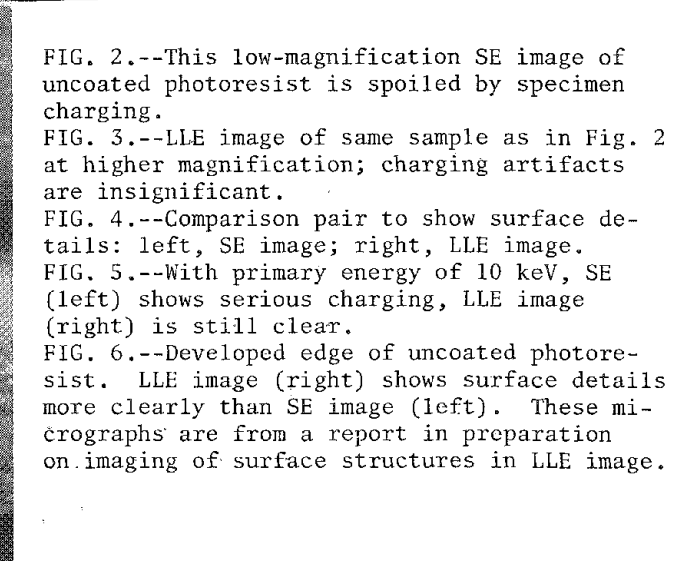 FIG. 2.--This low-magnification SE image of
uncoated photoresist is spoiled by specimen
charging.
FIG. 3.--LLE image of same sample as in Fig. 2
at higher magnification; charging artifacts
are insignificant.
FIG. 4.--Comparison pair to show surface de-
tails: left, SE image; right, LLE image.
FIG. 5.--With primary energy of 10 keV, SE
(left) shows serious charging, LLE image
(right) is still clear.
FIG. 6.--Developed edge of uncoated photore-
sist. LLE image (right) shows surface details
more clearly than SE image (left). These mi-
crographs are from a report in preparation
on imaging of surface structures in LLE image.